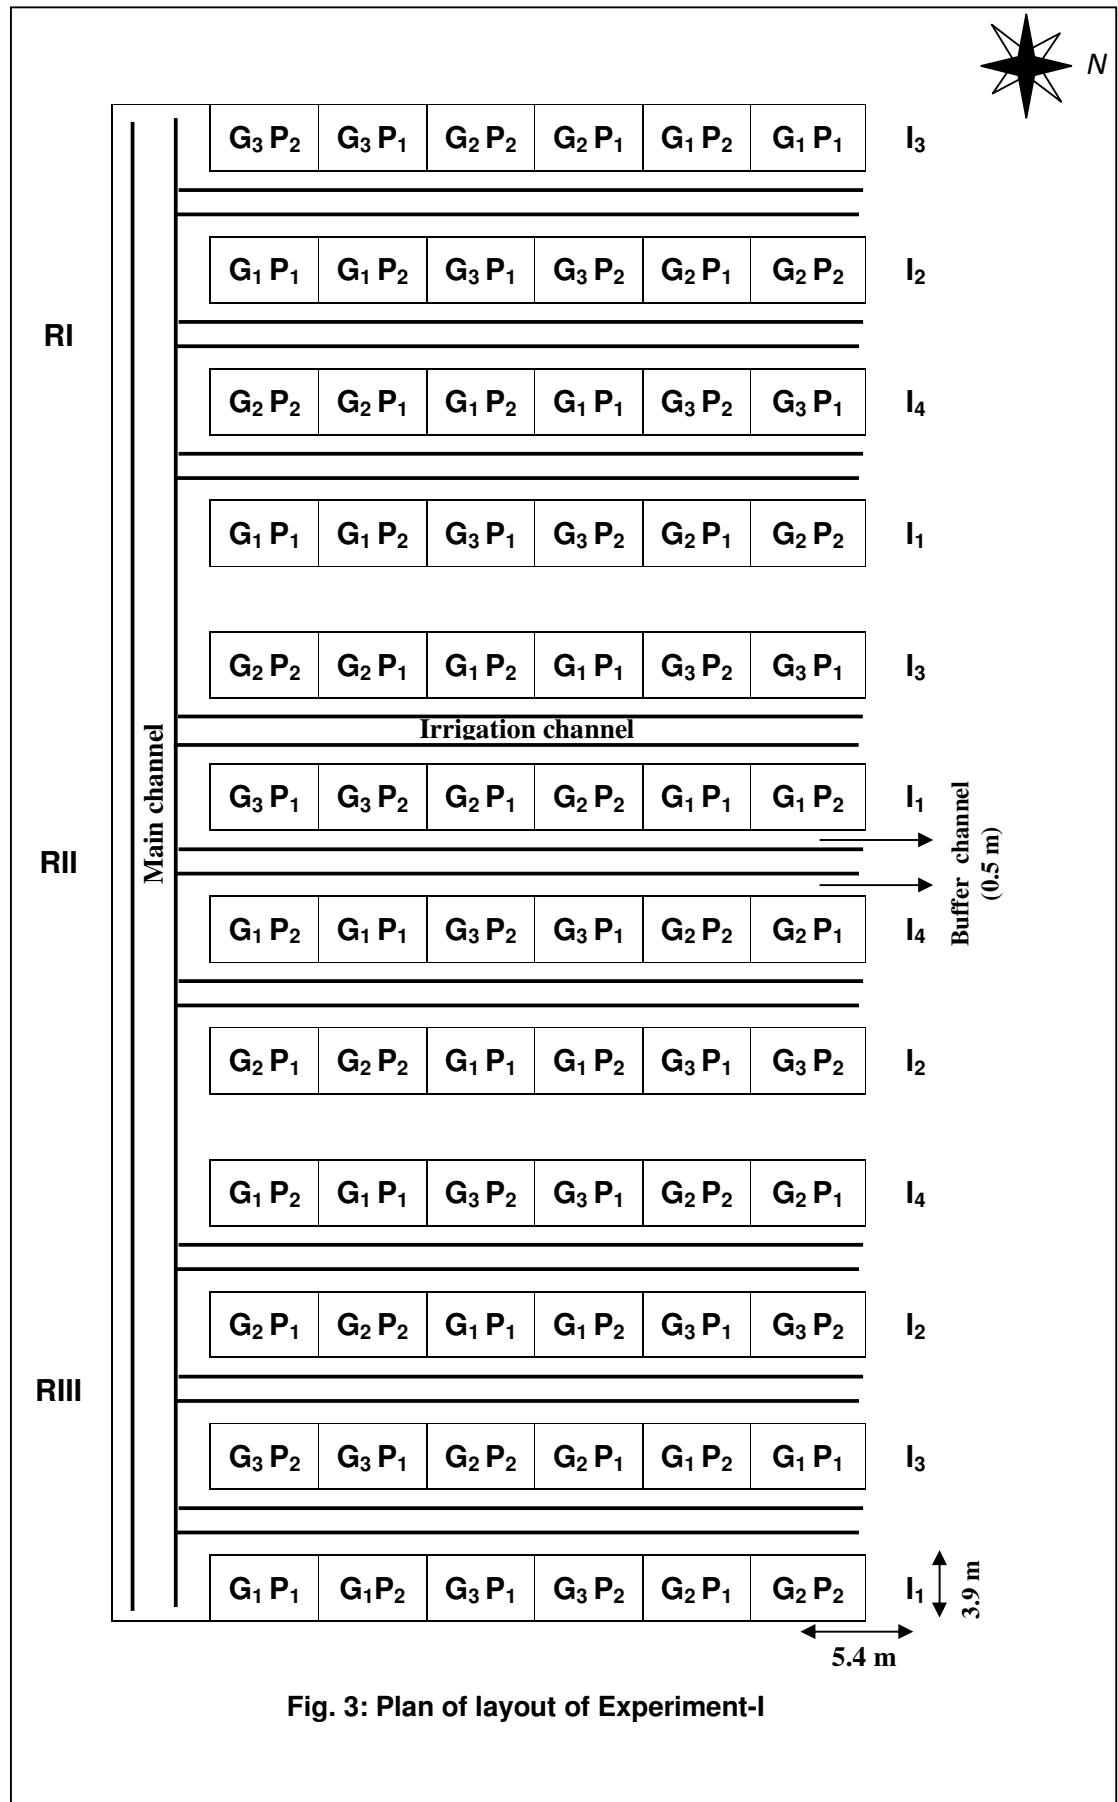 N
G₃ P₂ G₃ P₁ G₂ P₂ G₂ P₁ G₁ P₂ G₁ P₁ I₃
G₁ P₁ G₁ P₂ G₃ P₁ G₃ P₂ G₂ P₁ G₂ P₂ I₂
RI
G₂ P₂ G₂ P₁ G₁ P₂ G₁ P₁ G₃ P₂ G₃ P₁ I₄
G₁ P₁ G₁ P₂ G₃ P₁ G₃ P₂ G₂ P₁ G₂ P₂ I₁
G₂ P₂ G₂ P₁ G₁ P₂ G₁ P₁ G₃ P₂ G₃ P₁ I₃
Irrigation channel
Main channel
G₃ P₁ G₃ P₂ G₂ P₁ G₂ P₂ G₁ P₁ G₁ P₂ I₁
RII
Buffer channel
(0.5 m)
G₁ P₂ G₁ P₁ G₃ P₂ G₃ P₁ G₂ P₂ G₂ P₁ I₄
G₂ P₁ G₂ P₂ G₁ P₁ G₁ P₂ G₃ P₁ G₃ P₂ I₂
G₁ P₂ G₁ P₁ G₃ P₂ G₃ P₁ G₂ P₂ G₂ P₁ I₄
G₂ P₁ G₂ P₂ G₁ P₁ G₁ P₂ G₃ P₁ G₃ P₂ I₂
RIII
G₃ P₂ G₃ P₁ G₂ P₂ G₂ P₁ G₁ P₂ G₁ P₁ I₃
G₁ P₁ G₁P₂ G₃ P₁ G₃ P₂ G₂ P₁ G₂ P₂ I₁
3.9 m
5.4 m
Fig. 3: Plan of layout of Experiment-I